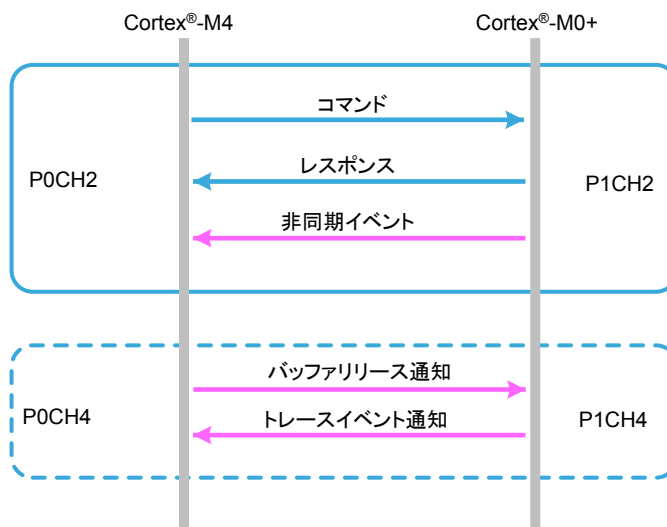 Cortex®-M4
Cortex®-M0+
コマンド
P0CH2
レスポンス
P1CH2
非同期イベント
バッファリリース通知
P0CH4
トレースイベント通知
P1CH4